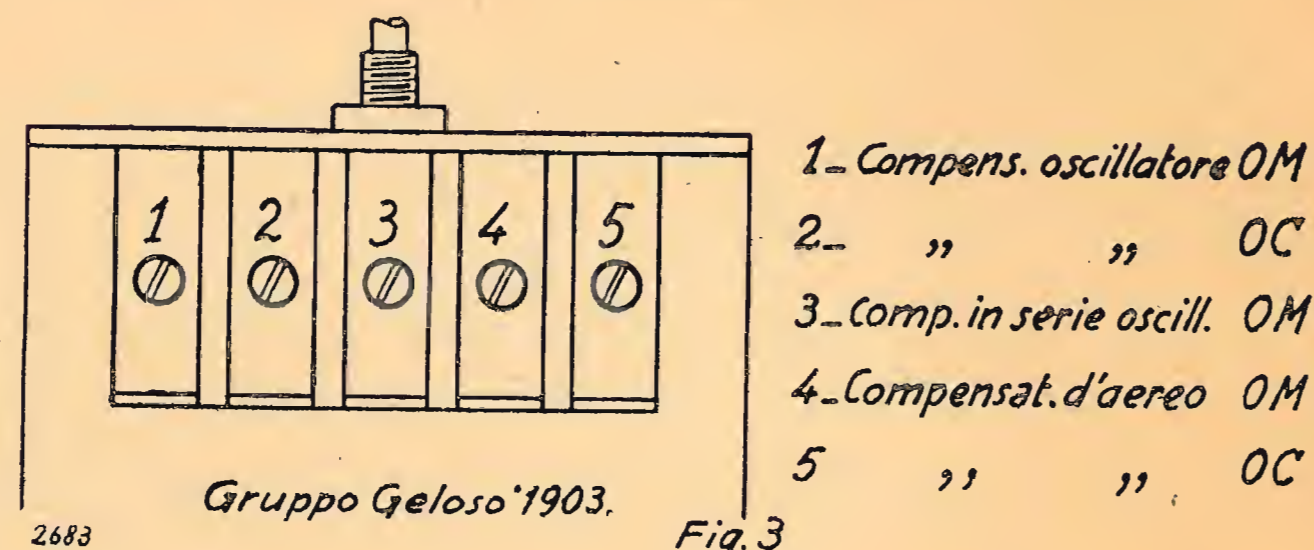 1 2 3 4 5
1_ Compens. oscillatore OM
2_ „ „ OC
3_ Comp. in serie oscill. OM
4_ Compensat. d'aereo OM
5 „ „ OC
Gruppo Geloso 1903.
2683
Fig. 3